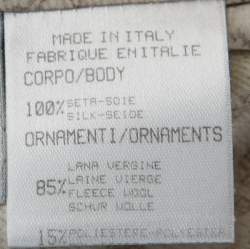 MADE IN ITALY
FABRIQUE EN ITALIE
CORPO/BODY
100% SETA-SOIE
SILK-SEIDE
ORNAMENTI/ORNAMENTS
LANA VERGINE
85% LAINE VIERGE
FLEECE WOOL
SCHUR WOLLE
15% POLIESTERE-POLYESTER